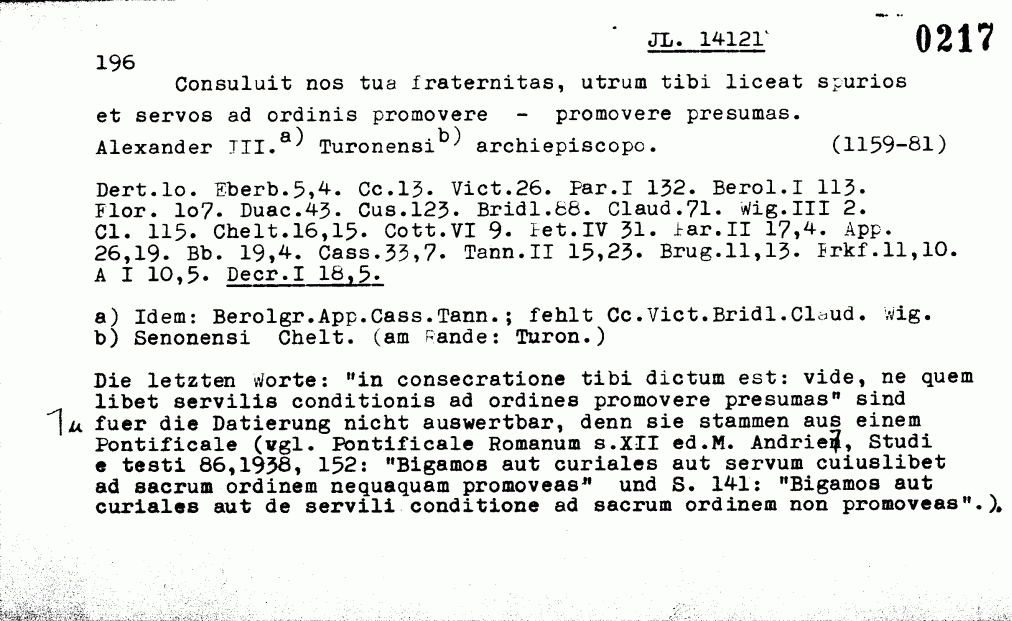 JL. 14121
0217
196
Consuluit nos tua fraternitas, utrum tibi liceat spurios
et servos ad ordinis promovere - promovere presumas.
Alexander III.a) Turonensib) archiepiscopo. (1159-81)
Dert.lo. Eberb.5,4. Cc.13. Vict.26. Par.I 132. Berol.I 113.
Flor. lo7. Duac.43. Cus.123. Bridl.88. Claud.71. Wig.III 2.
Cl. 115. Chelt.16,15. Cott.VI 9. Pet.IV 31. Par.II 17,4. App.
26,19. Bb. 19,4. Cass.33,7. Tann.II 15,23. Brug.11,13. Frkf.11,10.
A I 10,5. Decr.I 18,5.
a) Idem: Berolgr.App.Cass.Tann.; fehlt Cc.Vict.Bridl.Claud. Wig.
b) Senonensi Chelt. (am Rande: Turon.)
Die letzten Worte: "in consecratione tibi dictum est: vide, ne quem
libet servilis conditionis ad ordines promovere presumas" sind
fuer die Datierung nicht auswertbar, denn sie stammen aus einem
Pontificale (vgl. Pontificale Romanum s.XII ed.M. Andrie, Studi
e testi 86,1938, 152: "Bigamos aut curiales aut servum cuiuslibet
ad sacrum ordinem nequaquam promoveas" und S. 141: "Bigamos aut
curiales aut de servili conditione ad sacrum ordinem non promoveas".).